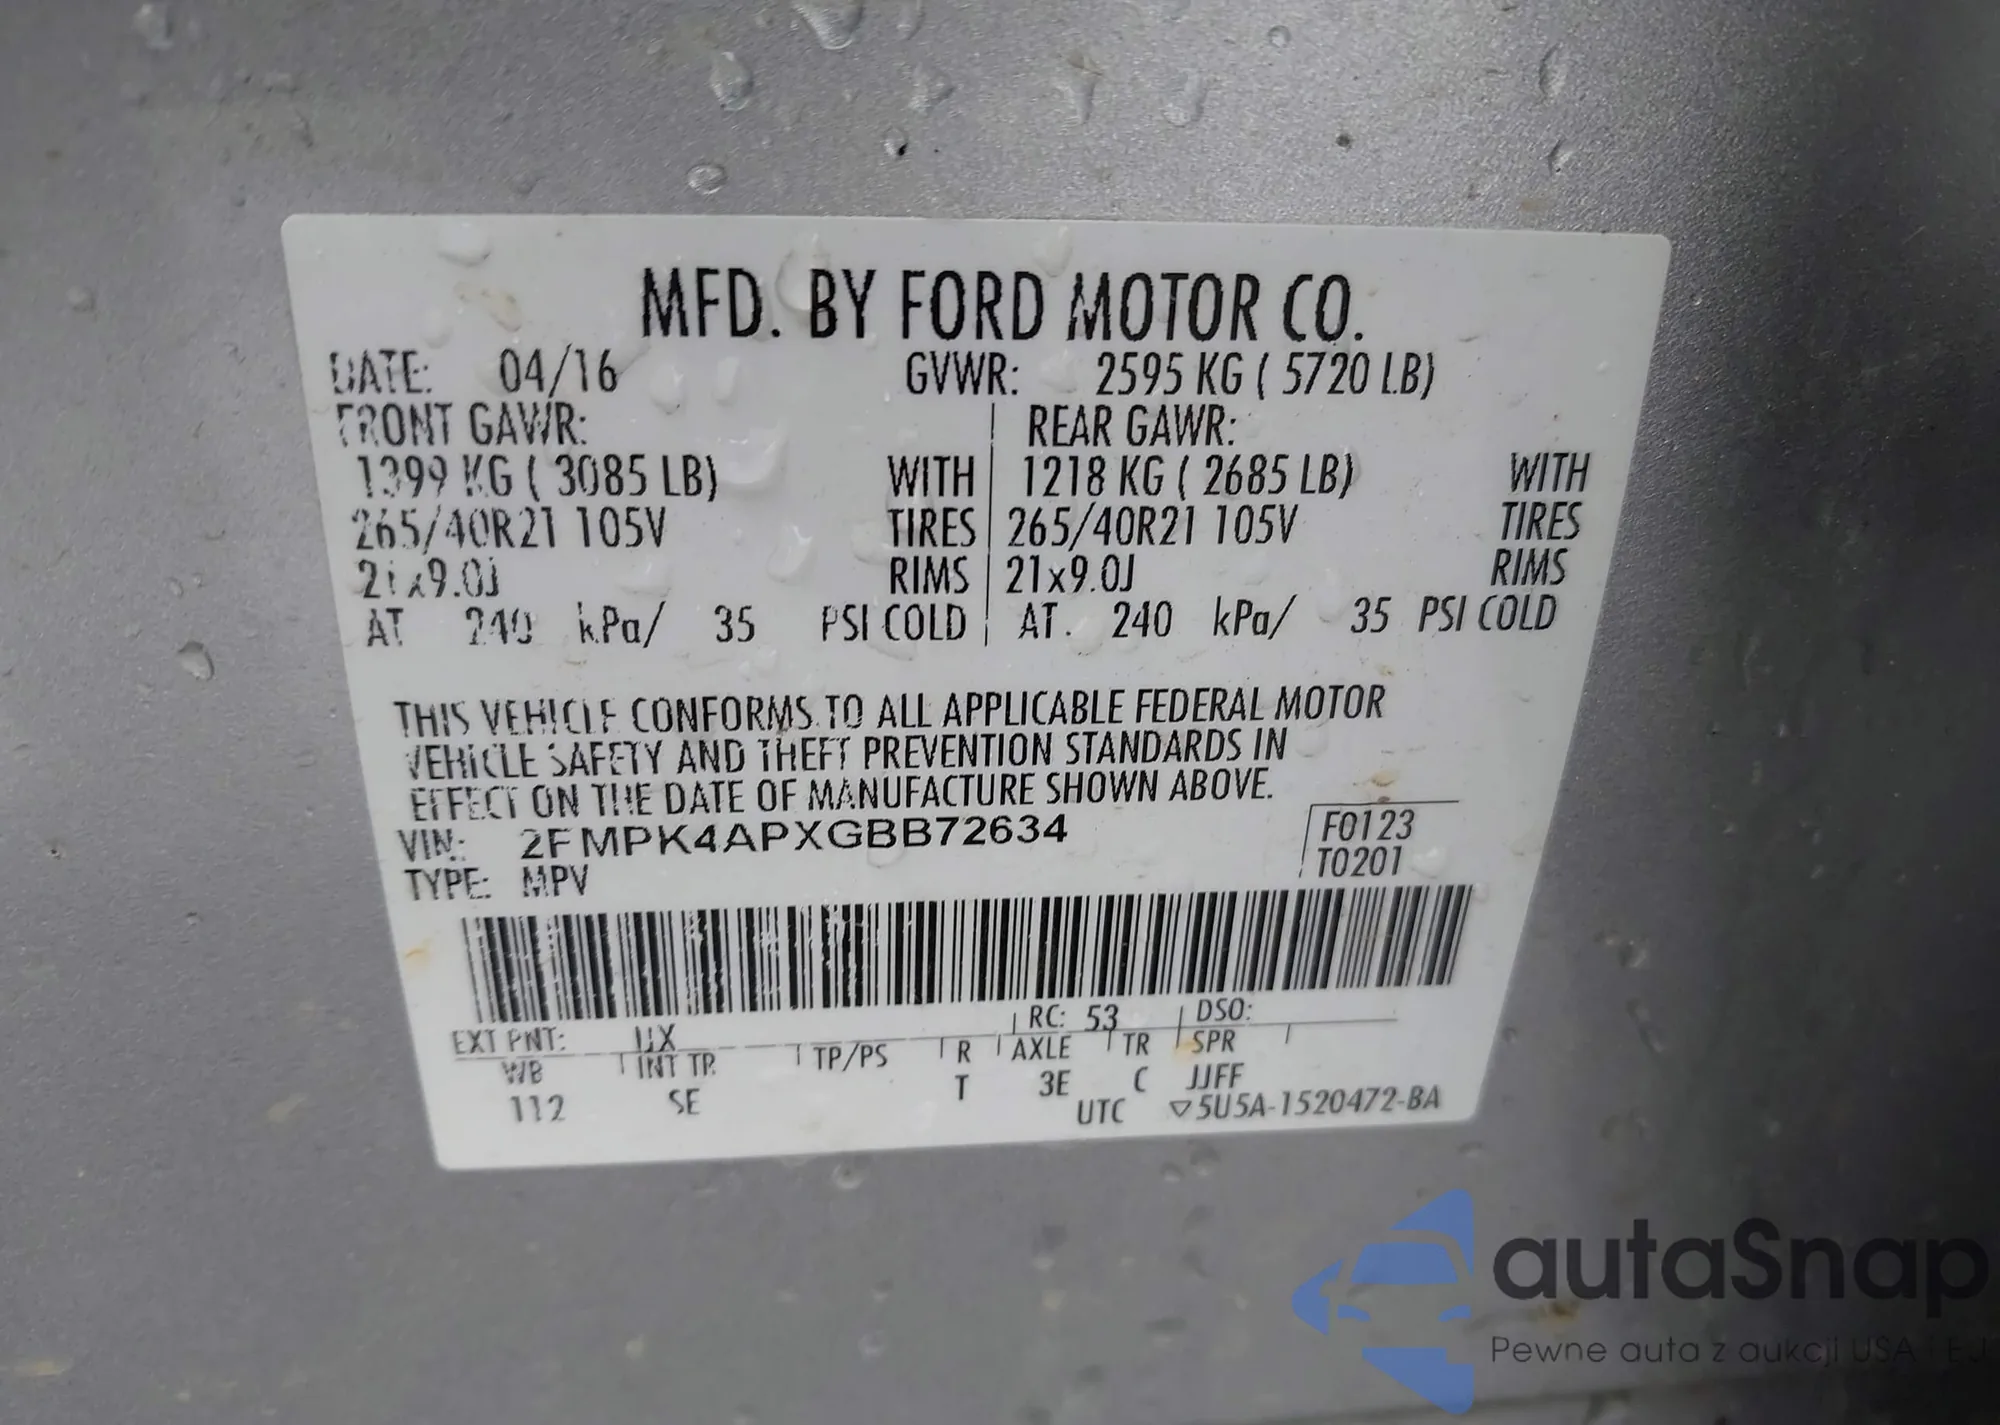 MFD. BY FORD MOTOR CO.
DATE: 04/16 GVWR: 2595 KG ( 5720 LB)
FRONT GAWR: REAR GAWR:
1399 KG ( 3085 LB) WITH 1218 KG ( 2685 LB) WITH
265/40R21 105V TIRES 265/40R21 105V TIRES
21x9.0J RIMS 21x9.0J RIMS
AT 240 kPa/ 35 PSI COLD AT. 240 kPa/ 35 PSI COLD
THIS VEHICLE CONFORMS TO ALL APPLICABLE FEDERAL MOTOR
VEHICLE SAFETY AND THEFT PREVENTION STANDARDS IN
EFFECT ON THE DATE OF MANUFACTURE SHOWN ABOVE.
VIN: 2FMPK4APXGBB72634
F0123
TYPE: MPV
T0201
EXT PNT: UX RC: 53 DSO:
WB INT TR TP/PS R AXLE TR SPR
112 SE T 3E C JJFF
UTC ▽5U5A-1520472-BA
autaSnap
Pewne auta z aukcji USA i EU